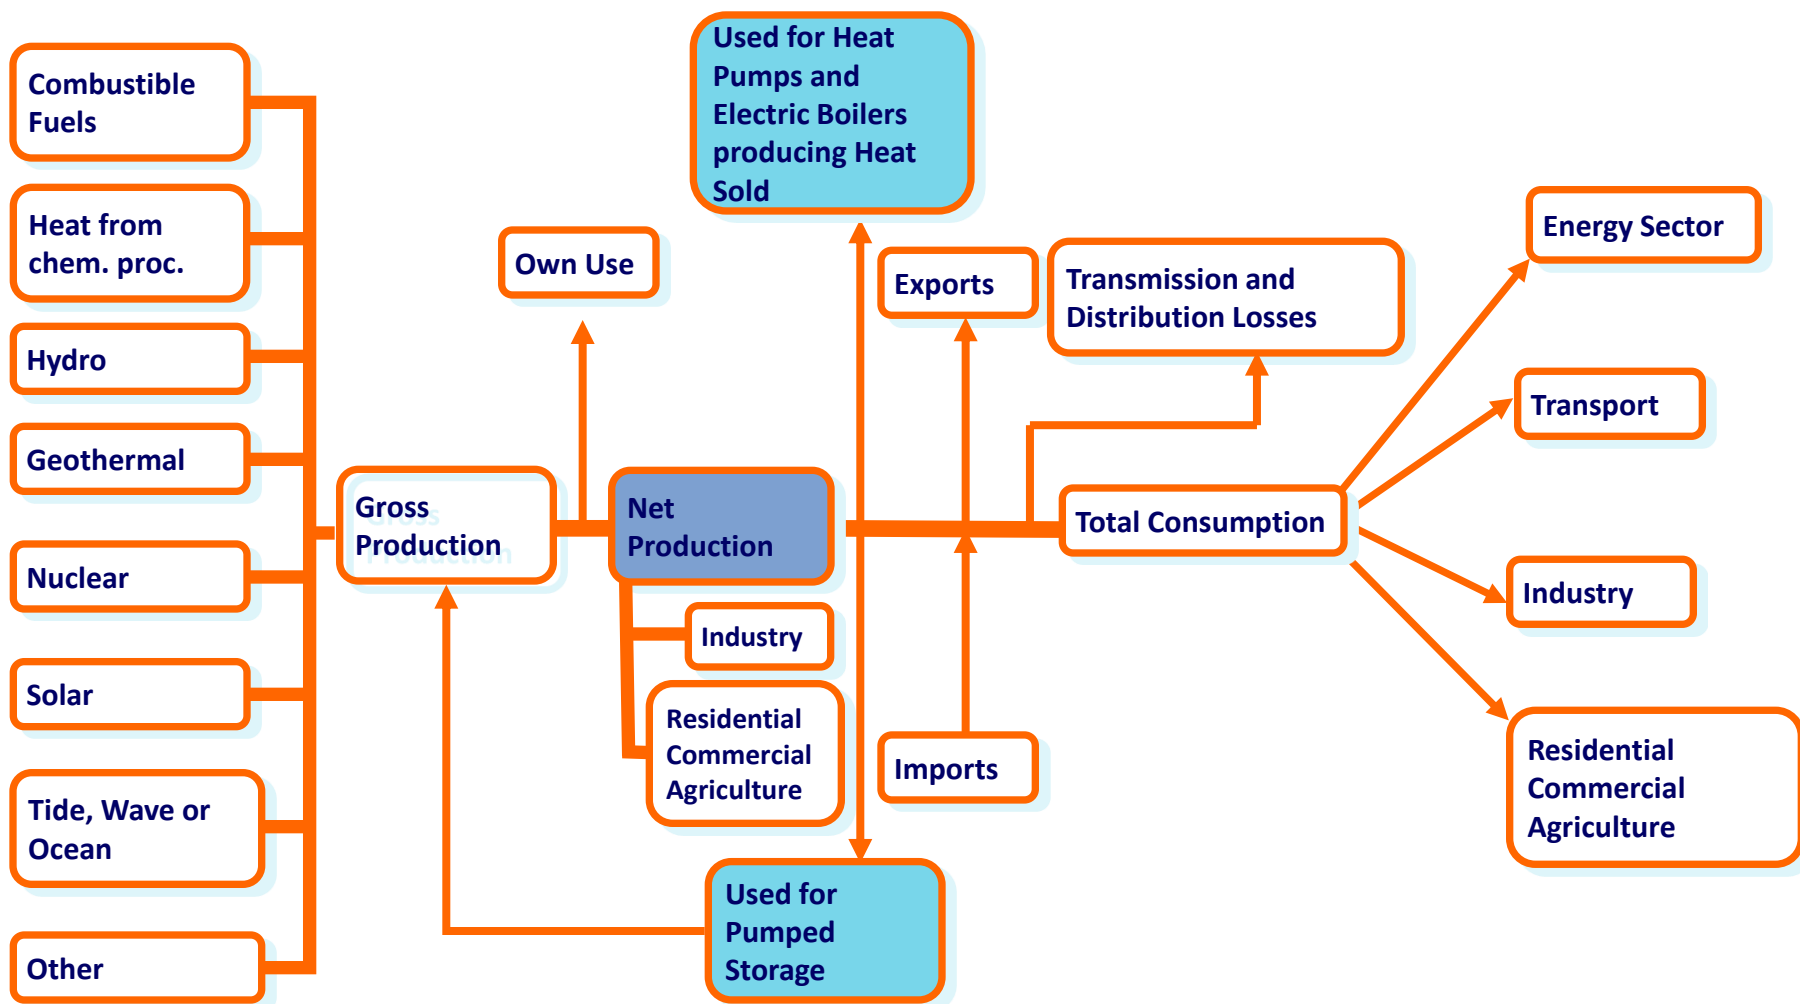 Combustible
Fuels
Heat from
chem. proc.
Hydro
Geothermal
Nuclear
Solar
Tide, Wave or
Ocean
Other
Gross
Production
Own Use
Net
Production
Industry
Residential
Commercial
Agriculture
Used for Heat
Pumps and
Electric Boilers
producing Heat
Sold
Used for
Pumped
Storage
Exports
Imports
Transmission and
Distribution Losses
Total Consumption
Energy Sector
Transport
Industry
Residential
Commercial
Agriculture